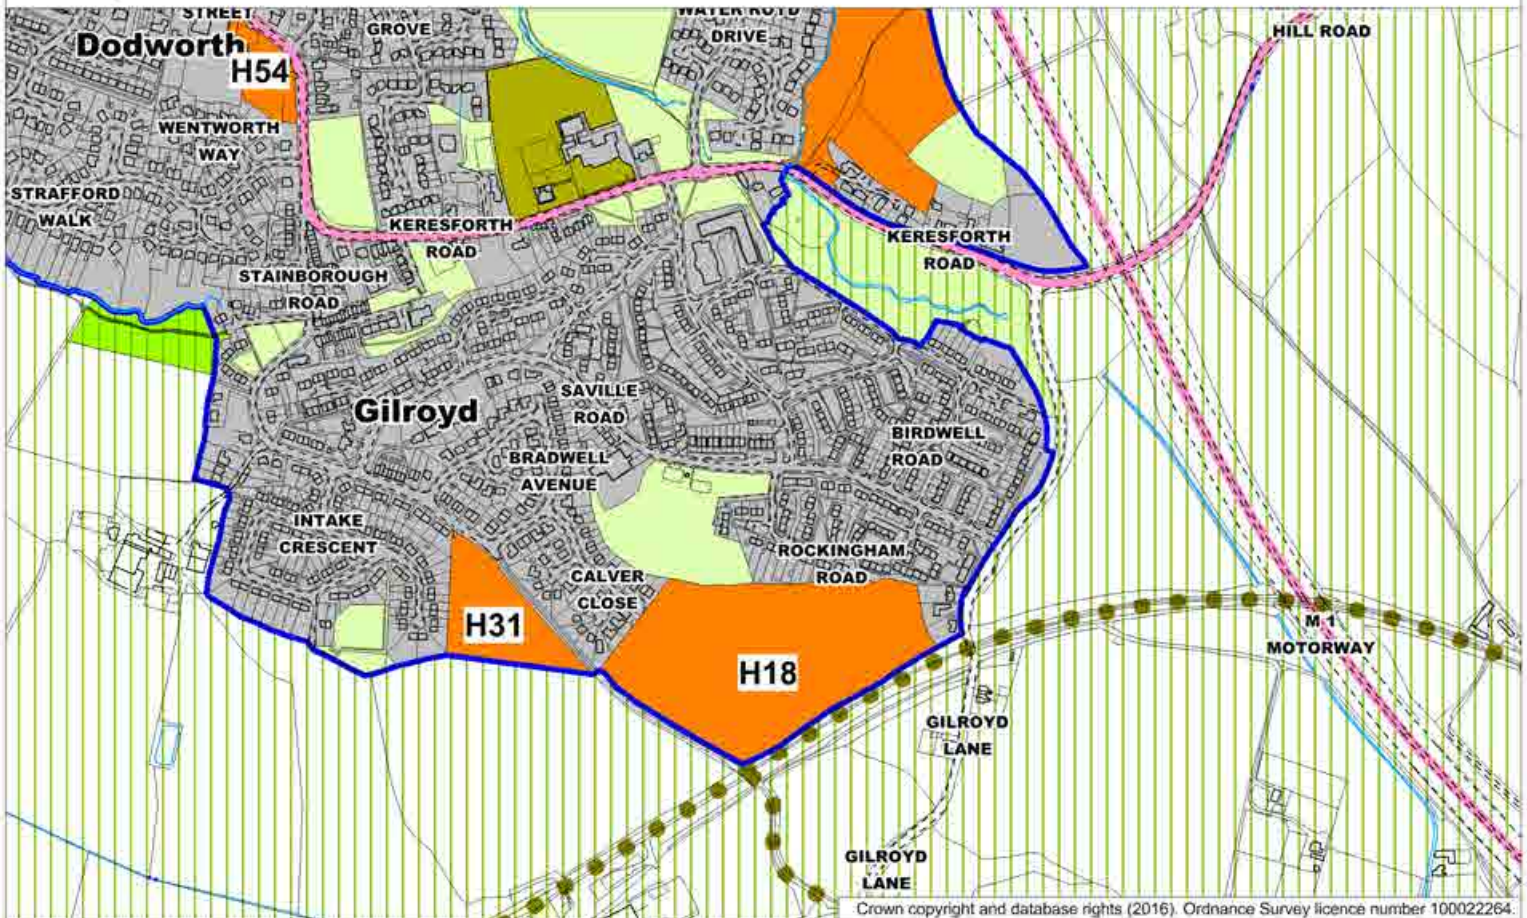 STREET
Dodworth
H54
GROVE
WATER ROYD
DRIVE
HILL ROAD
WENTWORTH
WAY
STRAFFORD
WALK
KERESFORTH
ROAD
KERESFORTH
ROAD
STAINBOROUGH
ROAD
Gilroyd
SAVILLE
ROAD
BIRDWELL
ROAD
BRADWELL
AVENUE
INTAKE
CRESCENT
ROCKINGHAM
ROAD
CALVER
CLOSE
H31
H18
M 1
MOTORWAY
GILROYD
LANE
GILROYD
LANE
Crown copyright and database rights (2016). Ordnance Survey licence number 100022264.